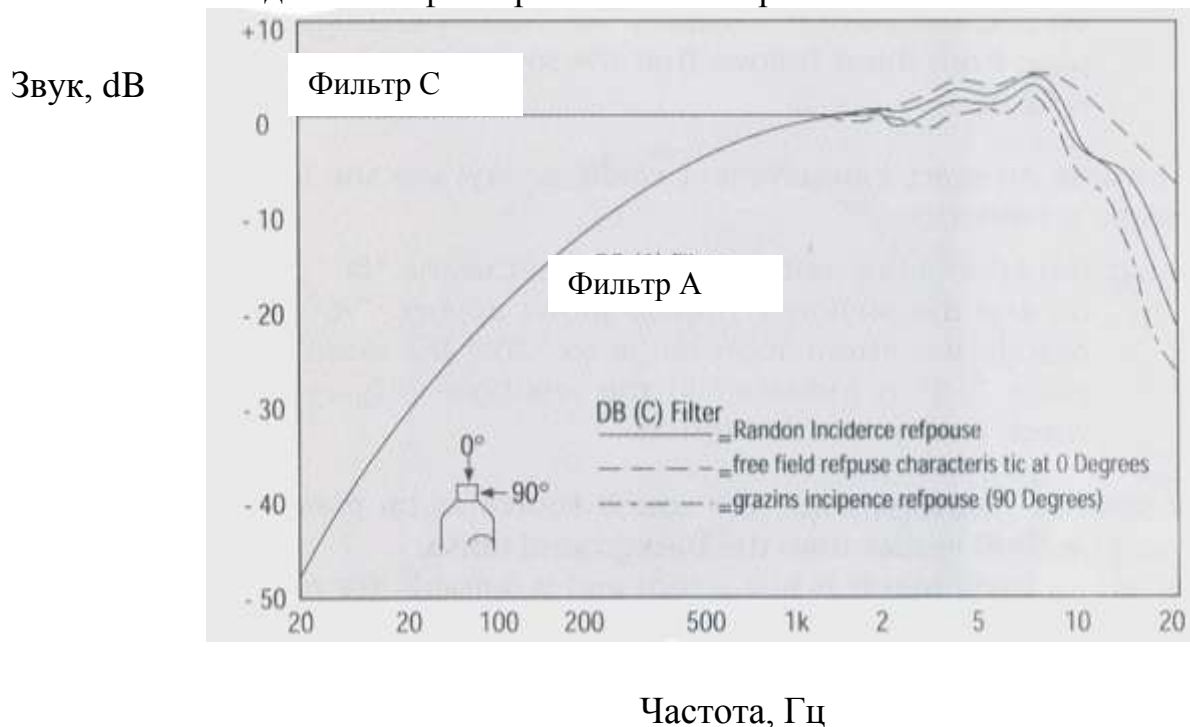 +10
Звук, dB
Фильтр С
0
- 10
Фильтр А
- 20
- 30
DB (C) Filter
=Randon Inciderce refpouse
0°
=free field refpuse characteris tic at 0 Degrees
90°
=grazins incipence refpouse (90 Degrees)
- 40
- 50
20 20 100 200 500 1k 2 5 10 20
Частота, Гц